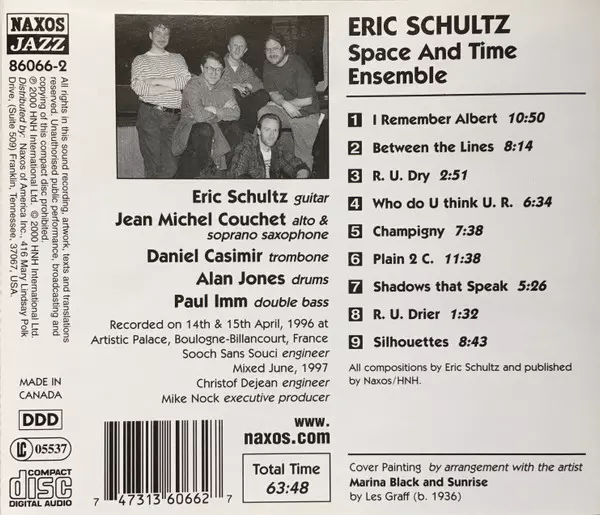 NAXOS
JAZZ
86066-2
All rights in this sound recording, artwork, texts and translations
reserved. Unauthorised public performance, broadcasting and
copying of this compact disc prohibited.
℗ 2000 HNH International Ltd. © 2000 HNH International Ltd.
Distributed by: Naxos of America Inc., 416 Mary Lindsay Polk
Drive, (Suite 509) Franklin, Tennessee, 37067, USA.
MADE IN
CANADA
DDD
LC 05537
COMPACT
disc
DIGITAL AUDIO
Eric Schultz guitar
Jean Michel Couchet alto &
soprano saxophone
Daniel Casimir trombone
Alan Jones drums
Paul Imm double bass
Recorded on 14th & 15th April, 1996 at
Artistic Palace, Boulogne-Billancourt, France
Sooch Sans Souci engineer
Mixed June, 1997
Christof Dejean engineer
Mike Nock executive producer
7 47313 60662 7
www.
naxos.com
Total Time
63:48
ERIC SCHULTZ
Space And Time
Ensemble
1 I Remember Albert 10:50
2 Between the Lines 8:14
3 R. U. Dry 2:51
4 Who do U think U. R. 6:34
5 Champigny 7:38
6 Plain 2 C. 11:38
7 Shadows that Speak 5:26
8 R. U. Drier 1:32
9 Silhouettes 8:43
All compositions by Eric Schultz and published
by Naxos/HNH.
Cover Painting by arrangement with the artist
Marina Black and Sunrise
by Les Graff (b. 1936)